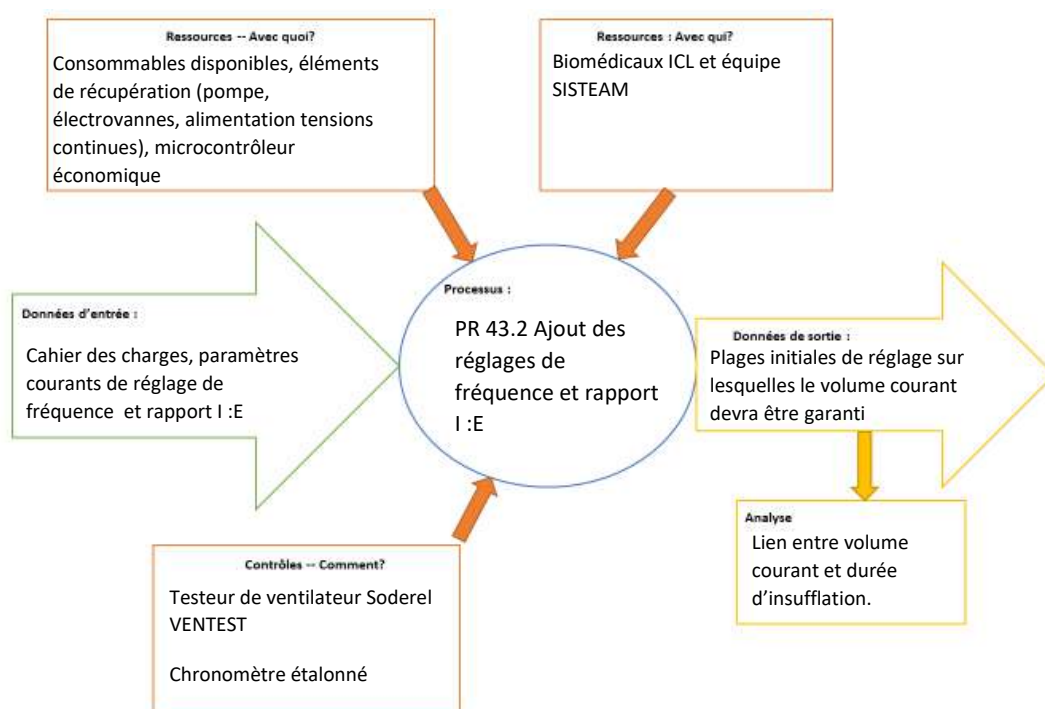 Ressources -- Avec quoi?
Consommables disponibles, éléments
de récupération (pompe,
électrovannes, alimentation tensions
continues), microcontrôleur
économique
Ressources : Avec qui?
Biomédicaux ICL et équipe
SISTEAM
Données d'entrée :
Cahier des charges, paramètres
courants de réglage de
fréquence et rapport I :E
Processus :
PR 43.2 Ajout des
réglages de
fréquence et rapport
I :E
Données de sortie :
Plages initiales de réglage sur
lesquelles le volume courant
devra être garanti
Analyse
Lien entre volume
courant et durée
d'insufflation.
Contrôles -- Comment?
Testeur de ventilateur Soderel
VENTEST
Chronomètre étalonné